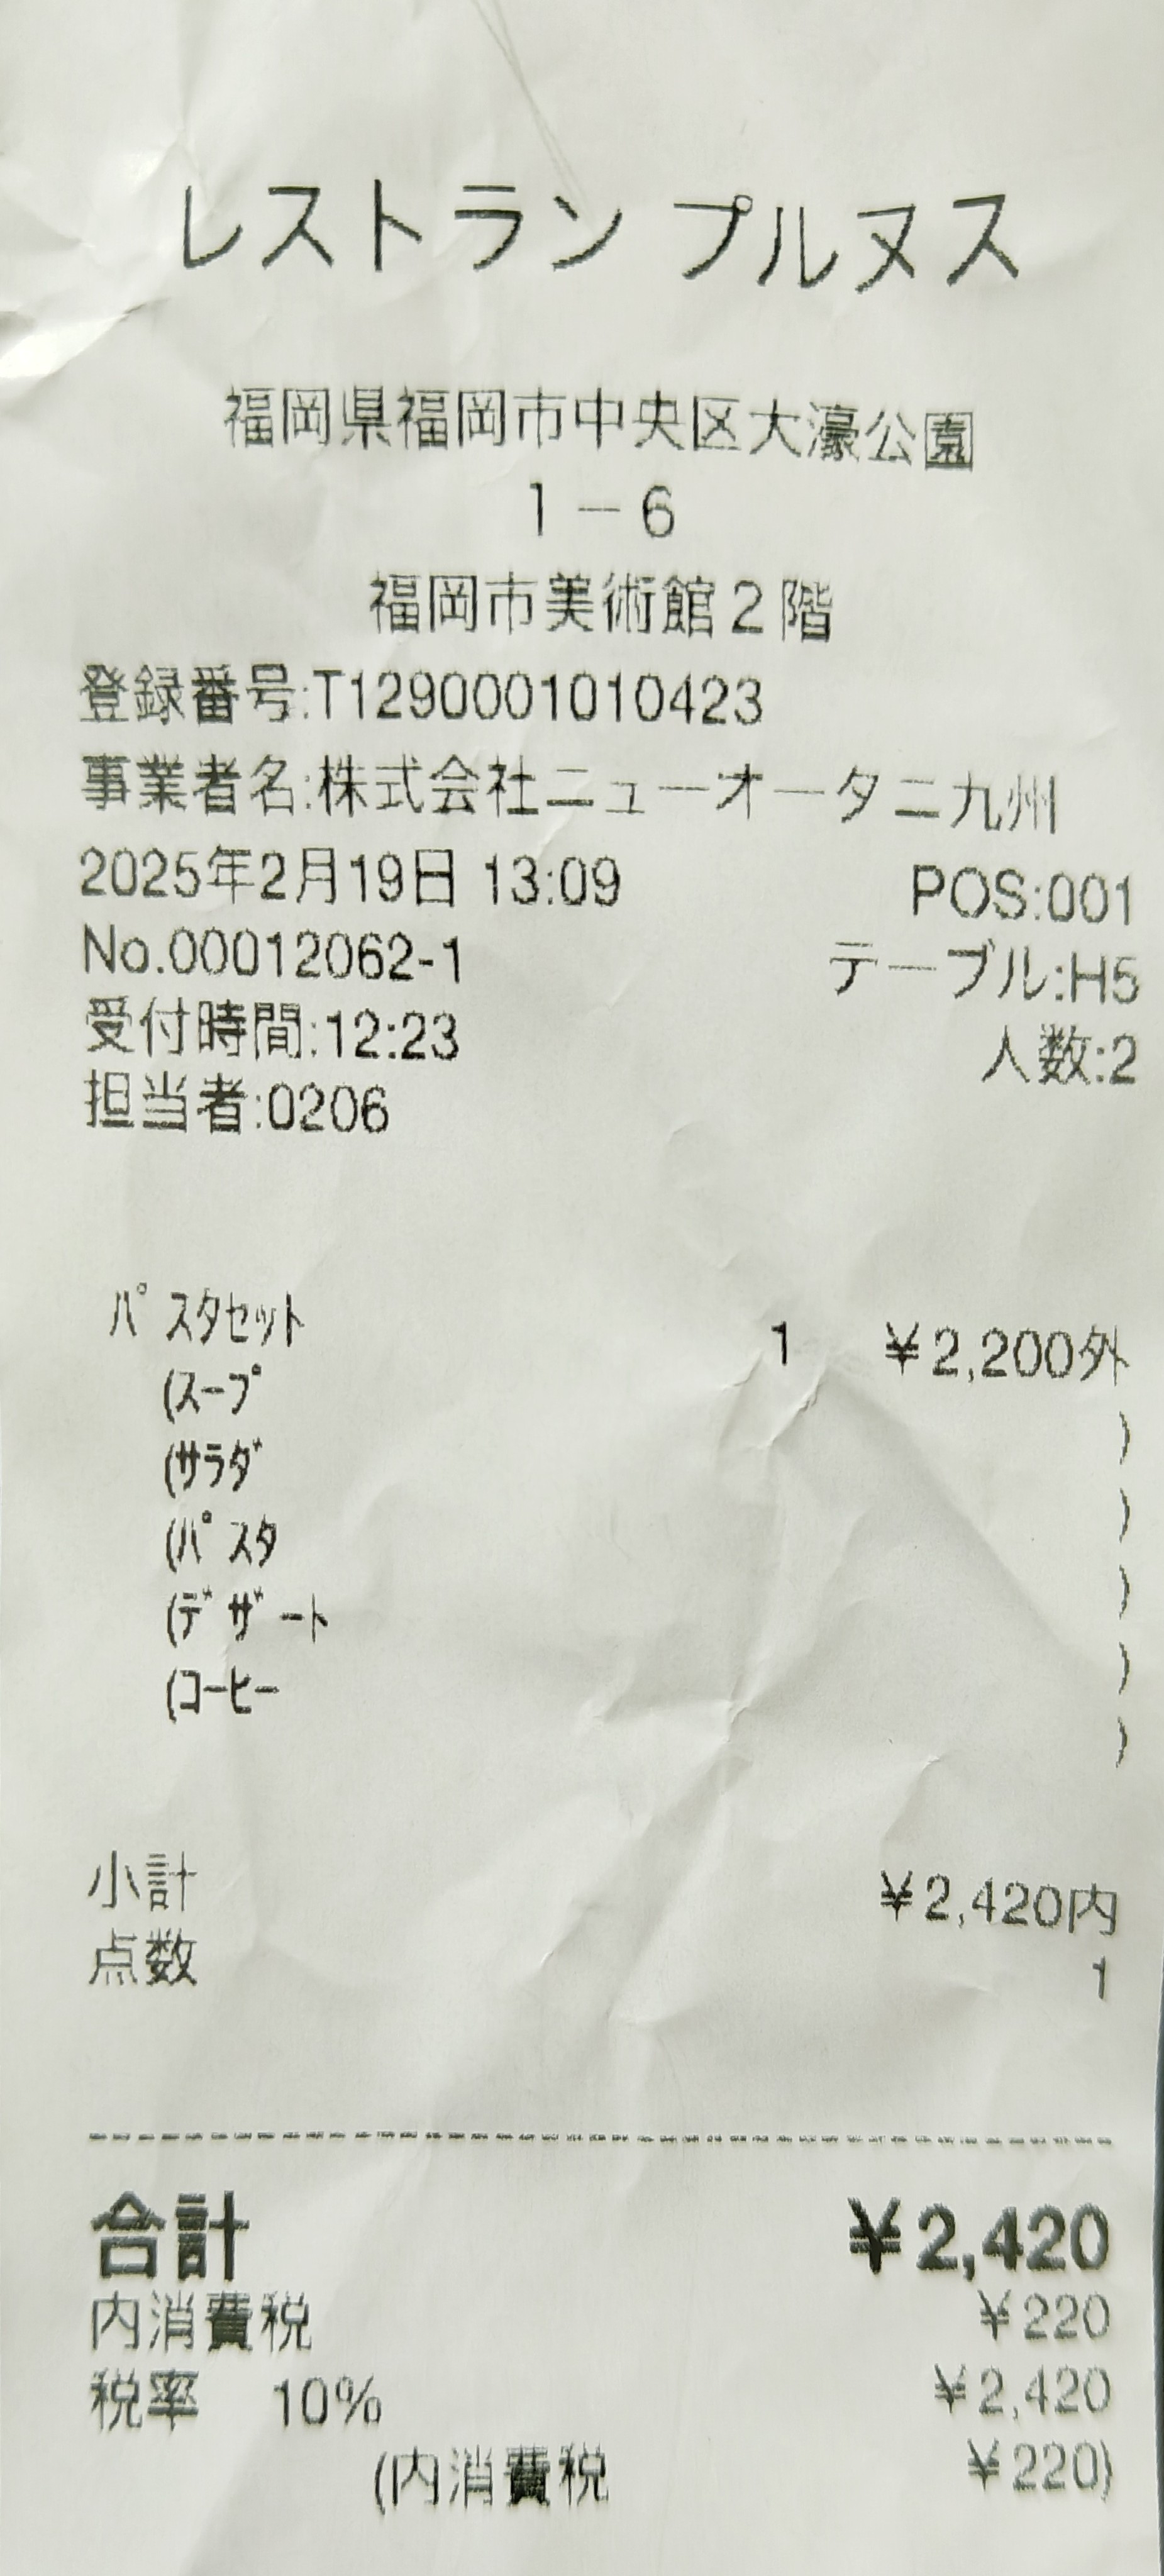 レストラン プルヌス
福岡県福岡市中央区大濠公園
1－6
福岡市美術館2階
登録番号:T1290001010423
事業者名:株式会社ニューオータニ九州
2025年2月19日 13:09 POS:001
No.00012062-1 テーブル:H5
受付時間:12:23 人数:2
担当者:0206
ﾊﾟｽﾀｾｯﾄ 1 ¥2,200外
(ｽｰﾌﾟ )
(ｻﾗﾀﾞ )
(ﾊﾟｽﾀ )
(ﾃﾞｻﾞｰﾄ )
(ｺｰﾋｰ )
小計 ¥2,420内
点数 1
合計 ¥2,420
内消費税 ¥220
税率 10% ¥2,420
(内消費税 ¥220)